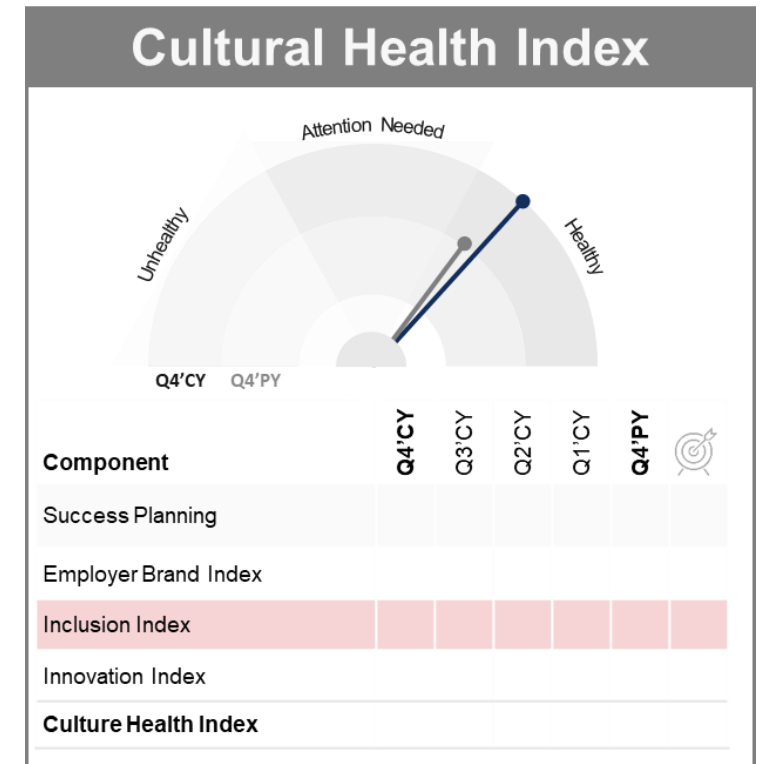 Cultural Health Index
Attention Needed
Unhealthy
Healthy
Q4’CY Q4’PY
Component Q4’CY Q3’CY Q2’CY Q1’CY Q4’PY
Success Planning
Employer Brand Index
Inclusion Index
Innovation Index
Culture Health Index